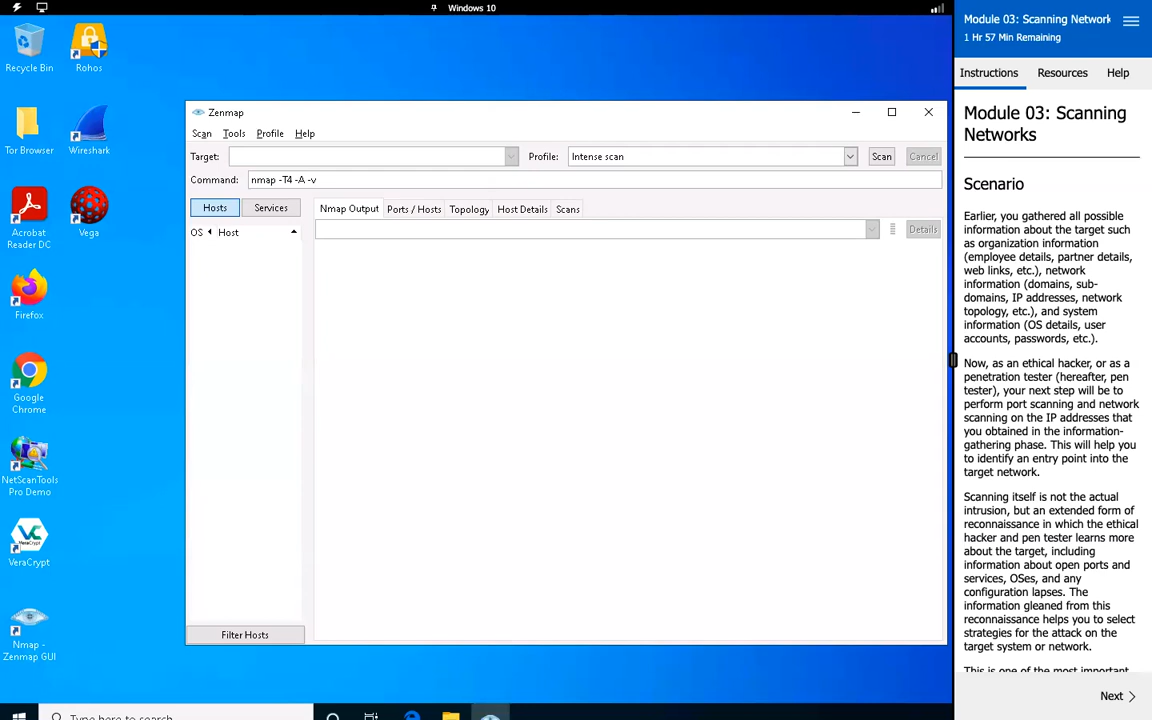 Windows 10
Module 03: Scanning Network
1 Hr 57 Min Remaining
Instructions
Resources
Help
Module 03: Scanning
Networks
Scenario
Earlier, you gathered all possible
information about the target such
as organization information
(employee details, partner details,
web links, etc.), network
information (domains, sub-
domains, IP addresses, network
topology, etc.), and system
information (OS details, user
accounts, passwords, etc.).
Now, as an ethical hacker, or as a
penetration tester (hereafter, pen
tester), your next step will be to
perform port scanning and network
scanning on the IP addresses that
you obtained in the information-
gathering phase. This will help you
to identify an entry point into the
target network.
Scanning itself is not the actual
intrusion, but an extended form of
reconnaissance in which the ethical
hacker and pen tester learns more
about the target, including
information about open ports and
services, OSes, and any
configuration lapses. The
information gleaned from this
reconnaissance helps you to select
strategies for the attack on the
target system or network.
This is one of the most important
Next
Recycle Bin
Rohos
Tor Browser
Wireshark
Acrobat
Reader DC
Vega
Firefox
Google
Chrome
NetScanTools
Pro Demo
VeraCrypt
Nmap -
Zenmap GUI
Zenmap
Scan Tools Profile Help
Target:
Profile: Intense scan
Scan
Cancel
Command: nmap -T4 -A -v
Hosts
Services
Nmap Output
Ports / Hosts
Topology
Host Details
Scans
OS
Host
Details
Filter Hosts
Type here to search